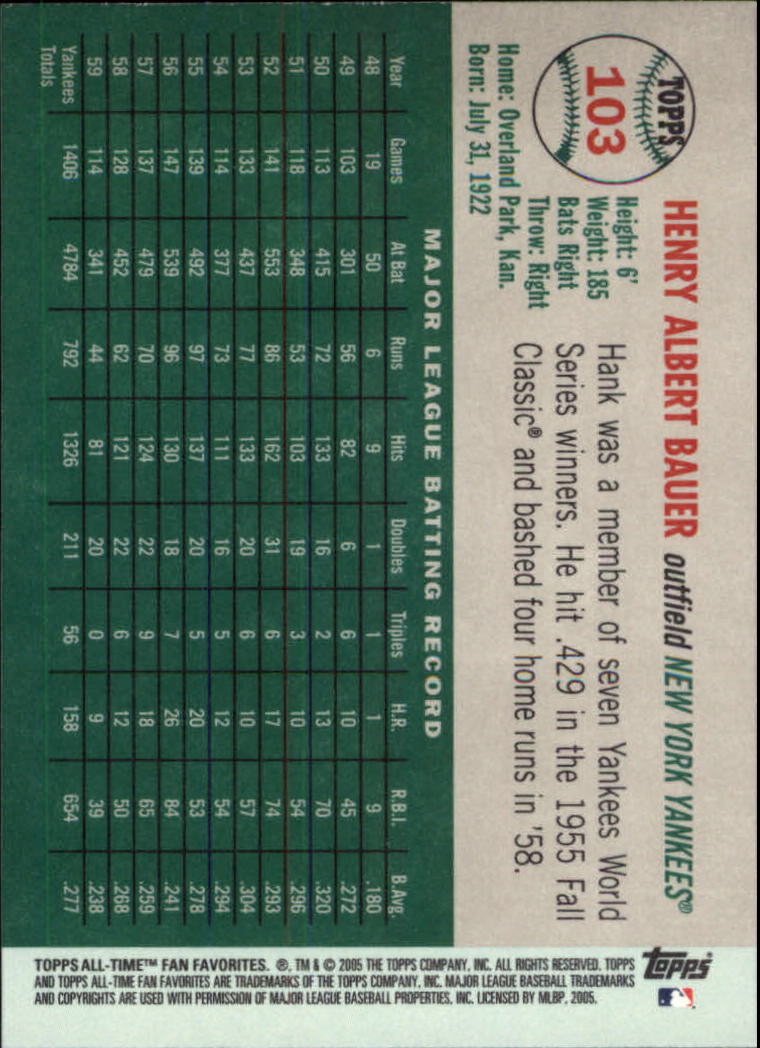 TOPPS
103
HENRY ALBERT BAUER outfield NEW YORK YANKEES®
Height: 6'
Weight: 185
Bats Right
Throw: Right
Home: Overland Park, Kan.
Born: July 31, 1922
Hank was a member of seven Yankees World
Series winners. He hit .429 in the 1955 Fall
Classic® and bashed four home runs in '58.
MAJOR LEAGUE BATTING RECORD
Year Games At Bat Runs Hits Doubles Triples H.R. R.B.I. B.Avg.
48 19 50 6 9 1 1 1 9 .180
49 103 301 56 82 6 6 10 45 .272
50 113 415 72 133 16 2 13 70 .320
51 118 348 53 103 19 3 10 54 .296
52 141 553 86 162 31 6 17 74 .293
53 133 437 77 133 20 6 10 57 .304
54 114 377 73 111 16 5 12 54 .294
55 139 492 97 137 20 5 20 53 .278
56 147 539 96 130 18 7 26 84 .241
57 137 479 70 124 22 9 18 65 .259
58 128 452 62 121 22 6 12 50 .268
59 114 341 44 81 20 0 9 39 .238
Yankees
Totals 1406 4784 792 1326 211 56 158 654 .277
topps
TOPPS ALL-TIME™ FAN FAVORITES. ®, TM & © 2005 THE TOPPS COMPANY, INC. ALL RIGHTS RESERVED. TOPPS
AND TOPPS ALL-TIME FAN FAVORITES ARE TRADEMARKS OF THE TOPPS COMPANY, INC. MAJOR LEAGUE BASEBALL TRADEMARKS
AND COPYRIGHTS ARE USED WITH PERMISSION OF MAJOR LEAGUE BASEBALL PROPERTIES, INC. LICENSED BY MLBP, 2005.